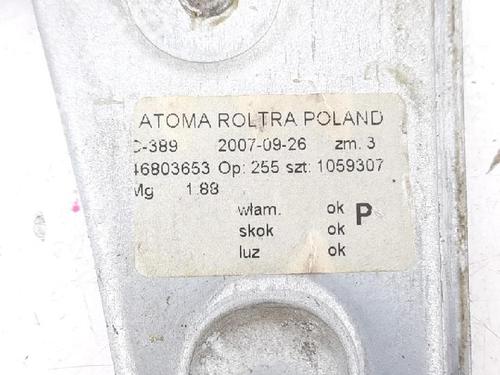 ATOMA ROLTRA POLAND
C-389 2007-09-26 zm. 3
46803653 Op: 255 szt: 1059307
Mg 1.88
włam. ok P
skok ok
luz ok